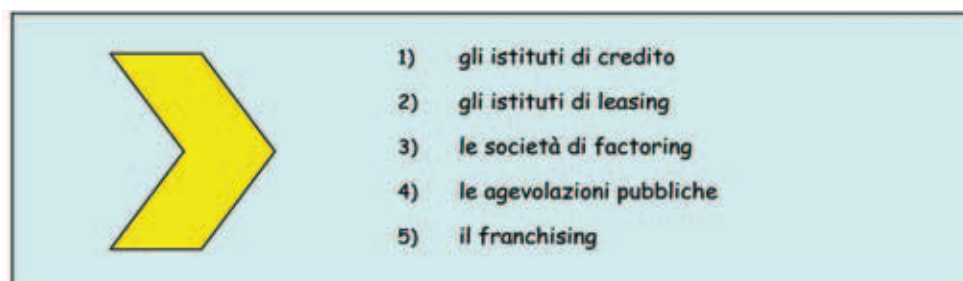 1) gli istituti di credito
2) gli istituti di leasing
3) le società di factoring
4) le agevolazioni pubbliche
5) il franchising